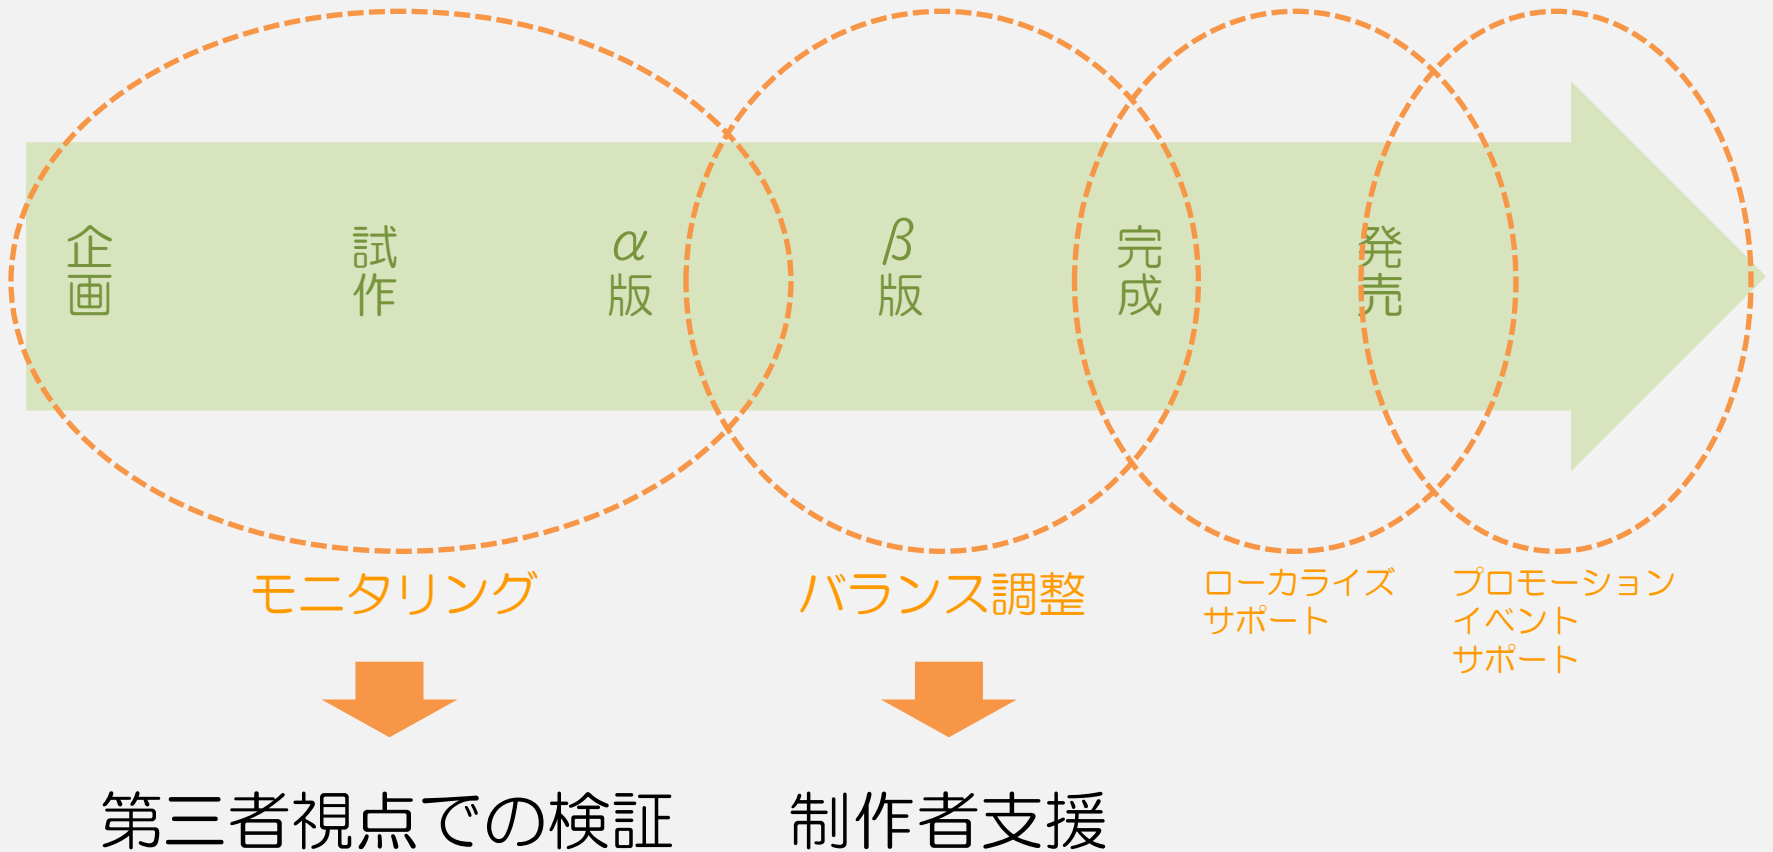 企画
試作
α版
β版
完成
発売
モニタリング
バランス調整
ローカライズ
サポート
プロモーション
イベント
サポート
第三者視点での検証
制作者支援